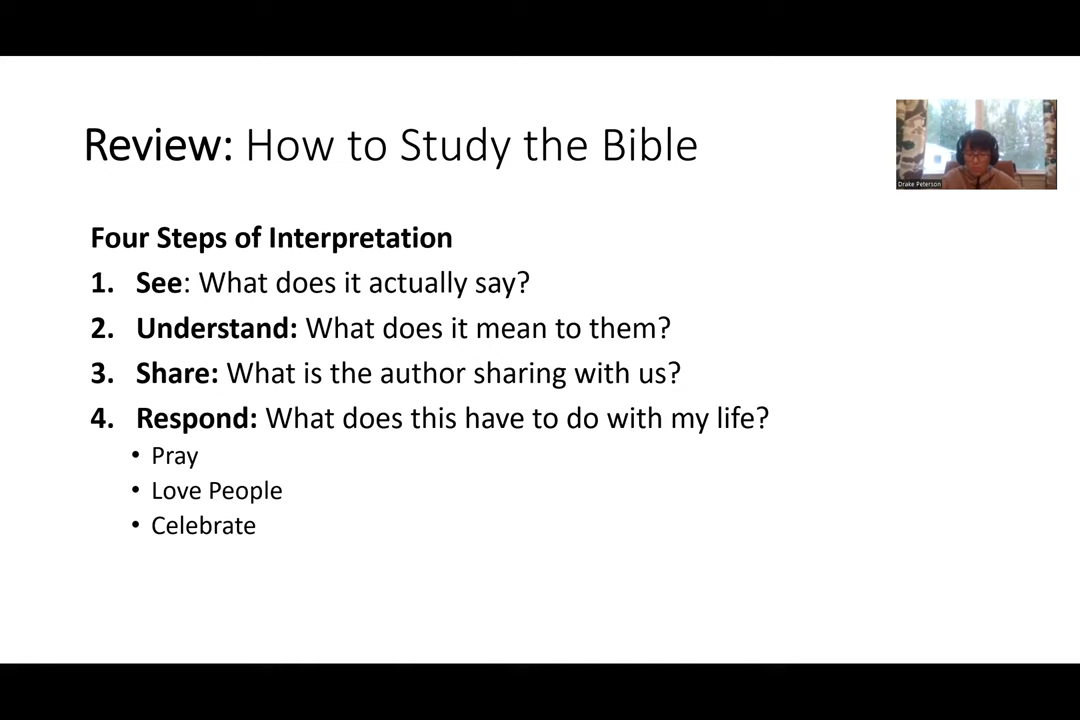 Review: How to Study the Bible
Drake Peterson
Four Steps of Interpretation
1. See: What does it actually say?
2. Understand: What does it mean to them?
3. Share: What is the author sharing with us?
4. Respond: What does this have to do with my life?
• Pray
• Love People
• Celebrate